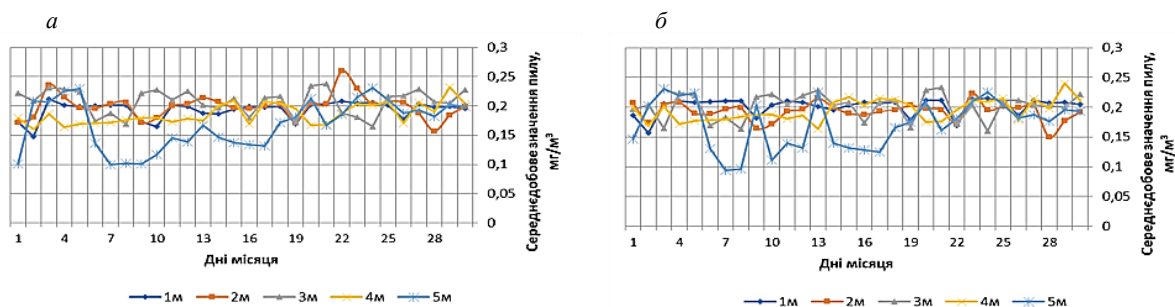 а
0,3
0,25
0,2
0,15
0,1
0,05
0
Середнєдобове значення пилу,
мг/м³
1 4 7 10 13 16 19 22 25 28
Дні місяця
1м 2м 3м 4м 5м
б
0,3
0,25
0,2
0,15
0,1
0,05
0
Середнєдобове значення пилу,
мг/м³
1 4 7 10 13 16 19 22 25 28
Дні місяця
1м 2м 3м 4м 5м